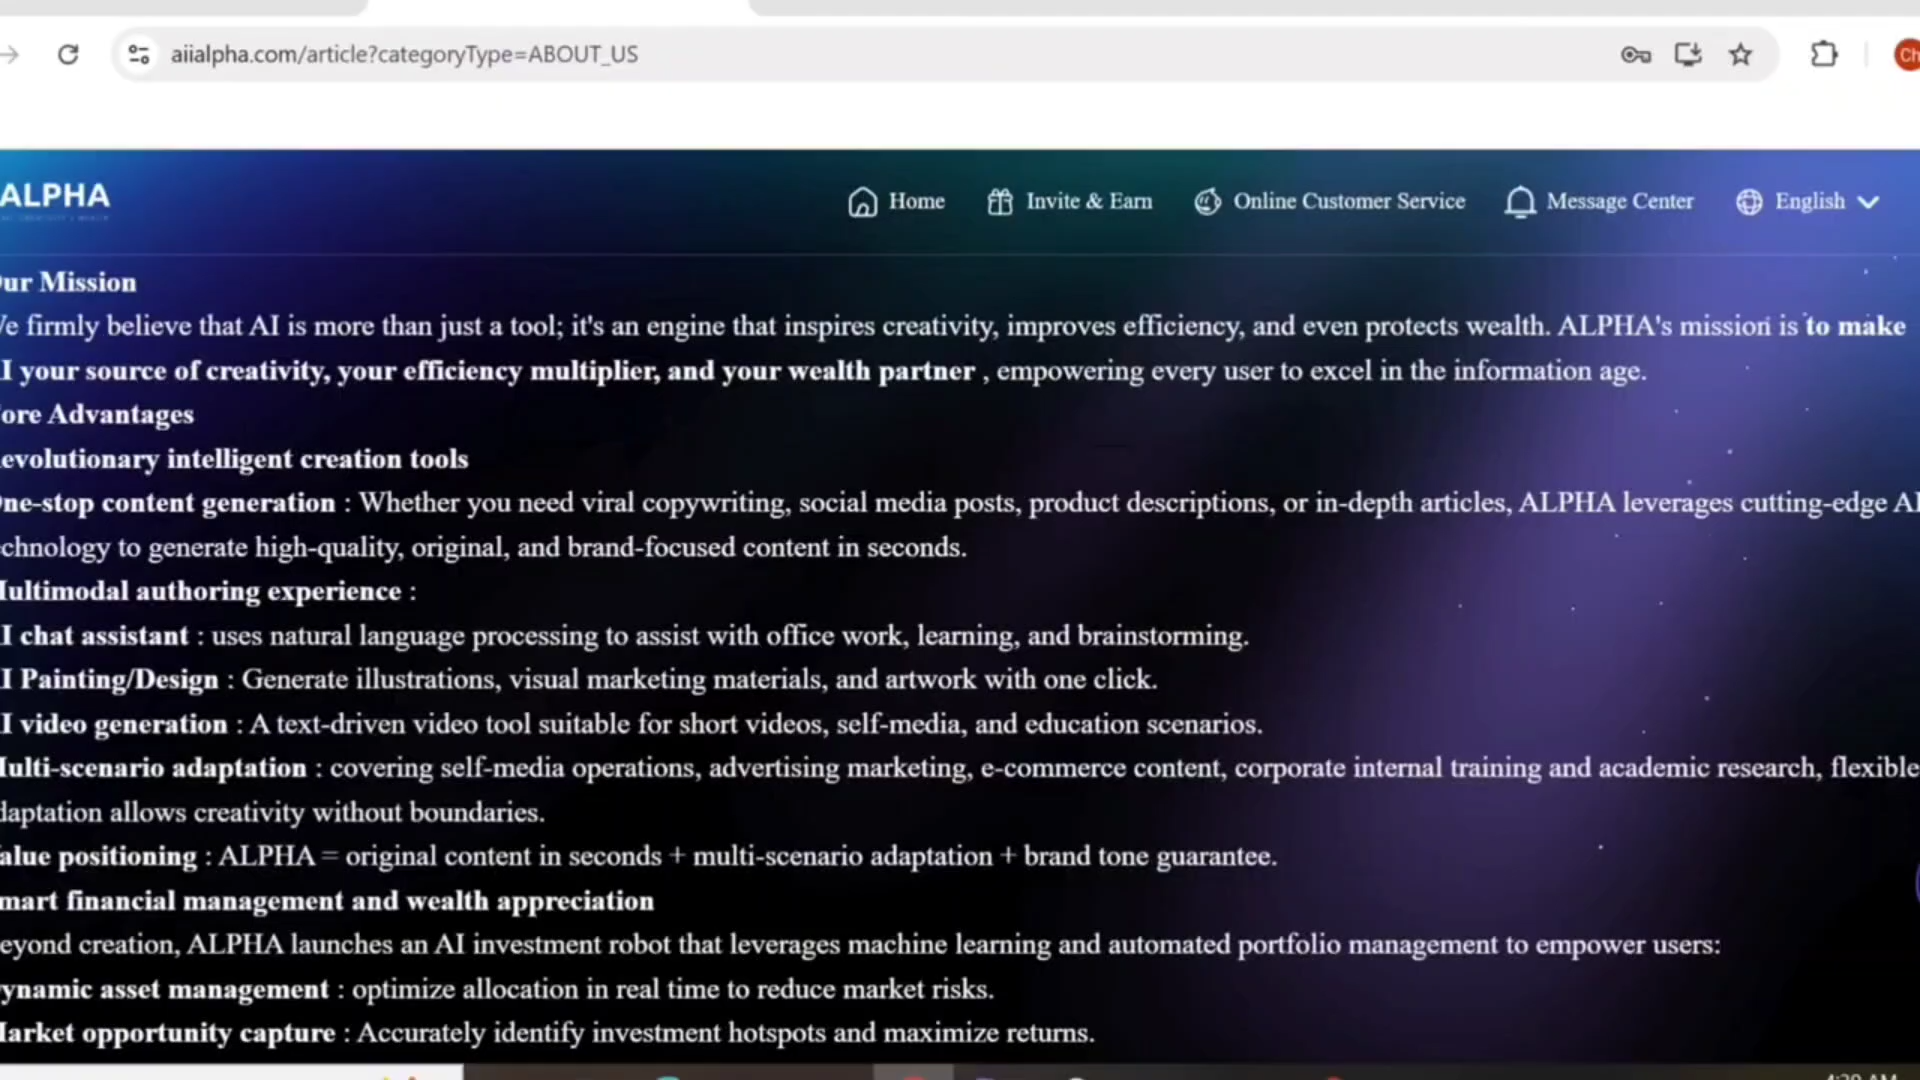 aiialpha.com/article?categoryType=ABOUT_US
Ch
ALPHA
Home
Invite & Earn
Online Customer Service
Message Center
English
ur Mission
e firmly believe that AI is more than just a tool; it's an engine that inspires creativity, improves efficiency, and even protects wealth. ALPHA's mission is to make
I your source of creativity, your efficiency multiplier, and your wealth partner , empowering every user to excel in the information age.
ore Advantages
evolutionary intelligent creation tools
ne-stop content generation : Whether you need viral copywriting, social media posts, product descriptions, or in-depth articles, ALPHA leverages cutting-edge AI
chnology to generate high-quality, original, and brand-focused content in seconds.
ultimodal authoring experience :
I chat assistant : uses natural language processing to assist with office work, learning, and brainstorming.
I Painting/Design : Generate illustrations, visual marketing materials, and artwork with one click.
I video generation : A text-driven video tool suitable for short videos, self-media, and education scenarios.
ulti-scenario adaptation : covering self-media operations, advertising marketing, e-commerce content, corporate internal training and academic research, flexible
daptation allows creativity without boundaries.
alue positioning : ALPHA = original content in seconds + multi-scenario adaptation + brand tone guarantee.
mart financial management and wealth appreciation
eyond creation, ALPHA launches an AI investment robot that leverages machine learning and automated portfolio management to empower users:
ynamic asset management : optimize allocation in real time to reduce market risks.
arket opportunity capture : Accurately identify investment hotspots and maximize returns.